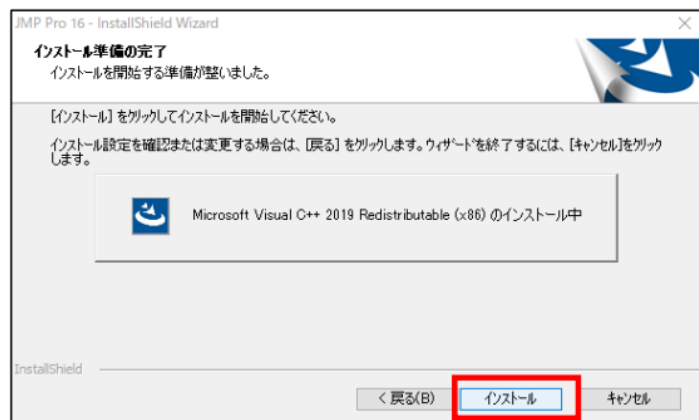 JMP Pro 16 - InstallShield Wizard
インストール準備の完了
インストールを開始する準備が整いました。
[インストール] をクリックしてインストールを開始してください。
インストール設定を確認または変更する場合は、[戻る] をクリックします。ウィザードを終了するには、[キャンセル]をクリック
します。
Microsoft Visual C++ 2019 Redistributable (x86) のインストール中
InstallShield
< 戻る(B)
インストール
キャンセル